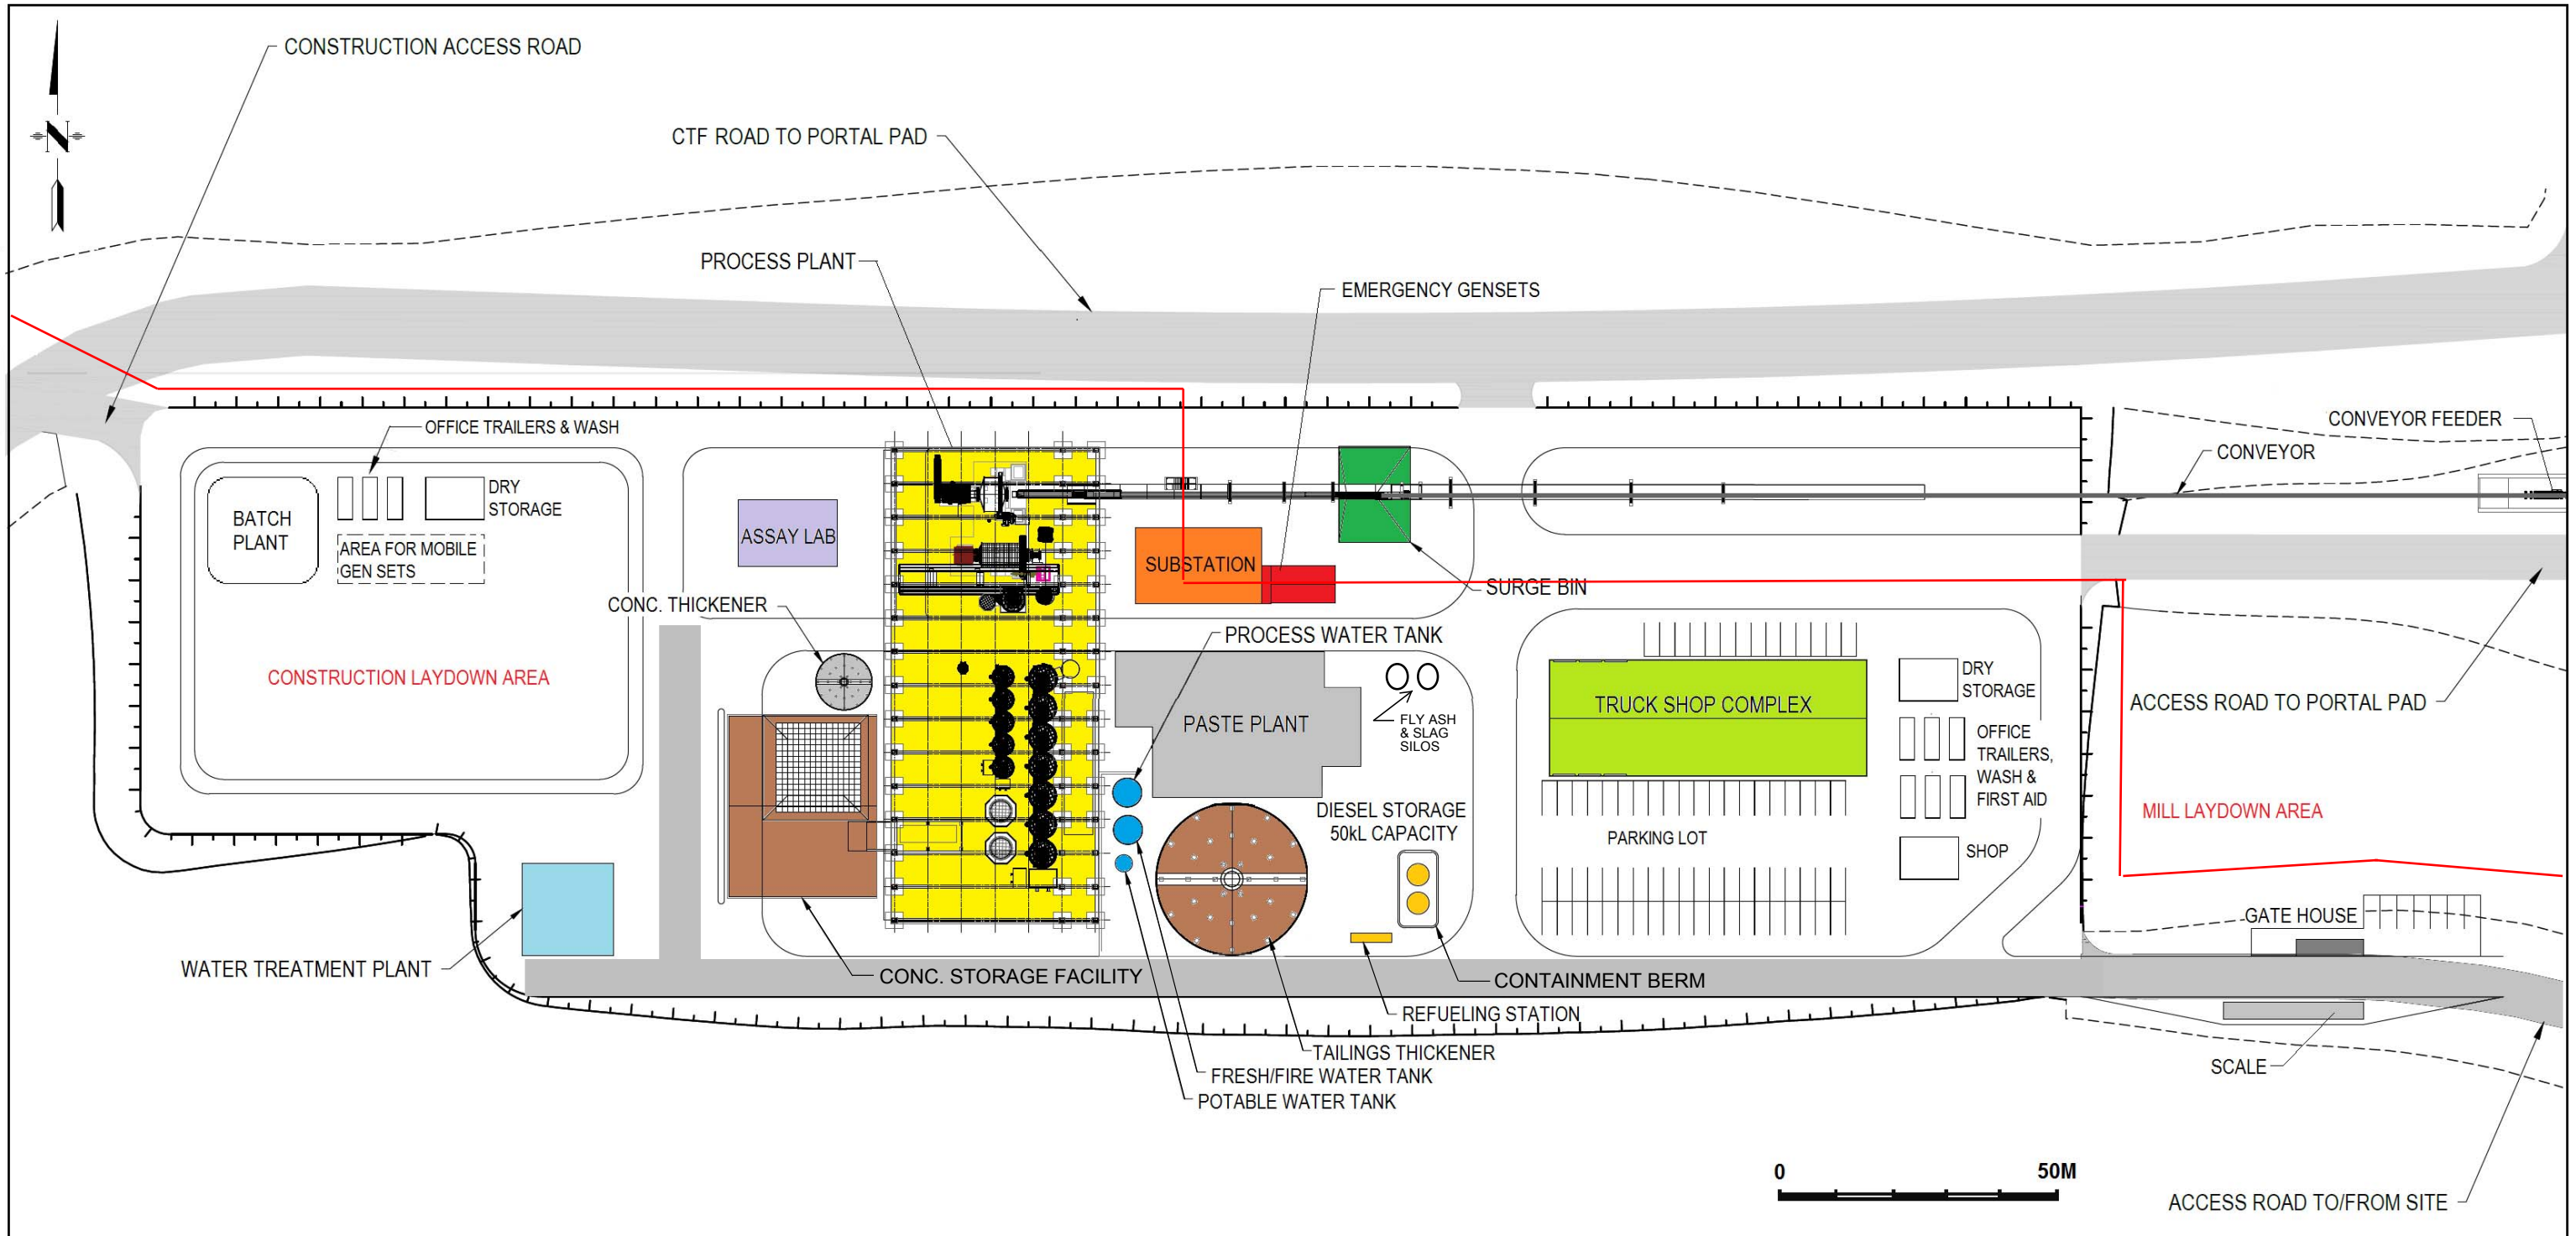 CONSTRUCTION ACCESS ROAD
CTF ROAD TO PORTAL PAD
N
PROCESS PLANT
EMERGENCY GENSETS
OFFICE TRAILERS & WASH
CONVEYOR FEEDER
CONVEYOR
DRY
STORAGE
BATCH
PLANT
AREA FOR MOBILE
GEN SETS
ASSAY LAB
SUBSTATION
SURGE BIN
CONC. THICKENER
PROCESS WATER TANK
CONSTRUCTION LAYDOWN AREA
PASTE PLANT
FLY ASH
& SLAG
SILOS
TRUCK SHOP COMPLEX
DRY
STORAGE
OFFICE
TRAILERS,
WASH &
FIRST AID
ACCESS ROAD TO PORTAL PAD
MILL LAYDOWN AREA
DIESEL STORAGE
50kL CAPACITY
PARKING LOT
SHOP
GATE HOUSE
WATER TREATMENT PLANT
CONC. STORAGE FACILITY
CONTAINMENT BERM
REFUELING STATION
TAILINGS THICKENER
FRESH/FIRE WATER TANK
POTABLE WATER TANK
SCALE
0 50M
ACCESS ROAD TO/FROM SITE